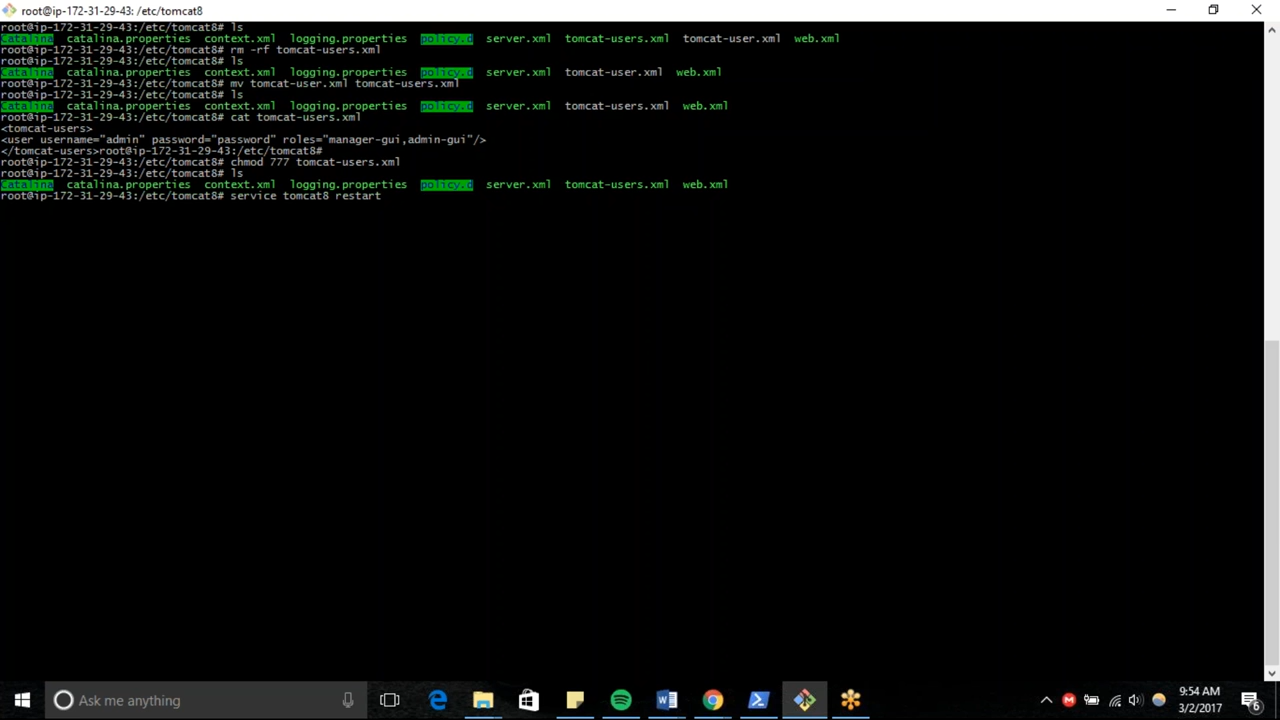 root@ip-172-31-29-43: /etc/tomcat8
root@ip-172-31-29-43:/etc/tomcat8# ls
Catalina catalina.properties context.xml logging.properties policy.d server.xml tomcat-users.xml tomcat-user.xml web.xml
root@ip-172-31-29-43:/etc/tomcat8# rm -rf tomcat-users.xml
root@ip-172-31-29-43:/etc/tomcat8# ls
Catalina catalina.properties context.xml logging.properties policy.d server.xml tomcat-user.xml web.xml
root@ip-172-31-29-43:/etc/tomcat8# mv tomcat-user.xml tomcat-users.xml
root@ip-172-31-29-43:/etc/tomcat8# ls
Catalina catalina.properties context.xml logging.properties policy.d server.xml tomcat-users.xml web.xml
root@ip-172-31-29-43:/etc/tomcat8# cat tomcat-users.xml
<tomcat-users>
<user username="admin" password="password" roles="manager-gui,admin-gui"/>
</tomcat-users>root@ip-172-31-29-43:/etc/tomcat8#
root@ip-172-31-29-43:/etc/tomcat8# chmod 777 tomcat-users.xml
root@ip-172-31-29-43:/etc/tomcat8# ls
Catalina catalina.properties context.xml logging.properties policy.d server.xml tomcat-users.xml web.xml
root@ip-172-31-29-43:/etc/tomcat8# service tomcat8 restart
Ask me anything
9:54 AM
3/2/2017
6